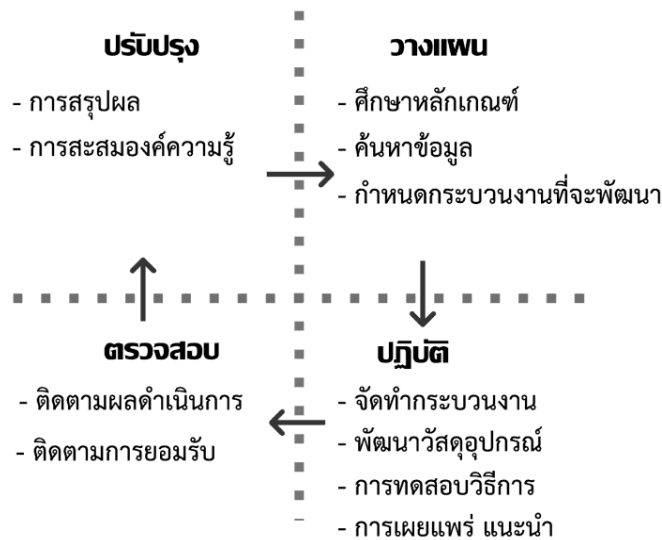 ปรับปรุง
- การสรุปผล
- การสะสมองค์ความรู้
วางแผน
- ศึกษาหลักเกณฑ์
- ค้นหาข้อมูล
- กำหนดกระบวนงานที่จะพัฒนา
ตรวจสอบ
- ติดตามผลดำเนินการ
- ติดตามการยอมรับ
ปฏิบัติ
- จัดทำกระบวนงาน
- พัฒนาวัสดุอุปกรณ์
- การทดสอบวิธีการ
- การเผยแพร่ แนะนำ